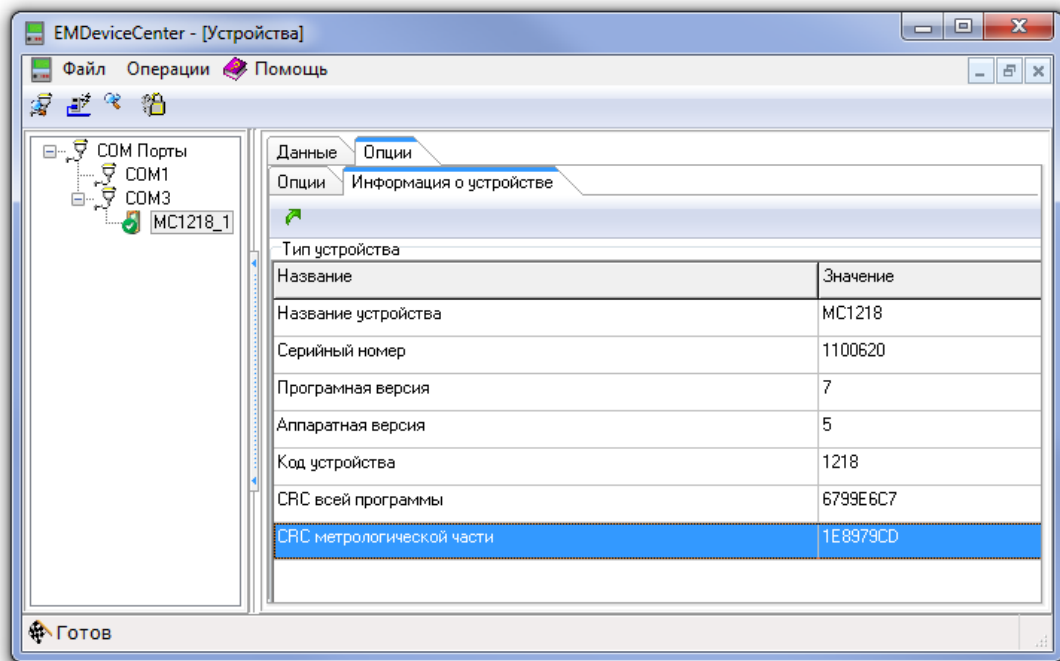 EMDeviceCenter - [Устройства]
Файл Операции Помощь
COM Порты
COM1
COM3
MC1218_1
Данные Опции
Опции Информация о устройстве
Тип устройства
Название Значение
Название устройства MC1218
Серийный номер 1100620
Програмная версия 7
Аппаратная версия 5
Код устройства 1218
CRC всей программы 6799E6C7
CRC метрологической части 1E8979CD
Готов